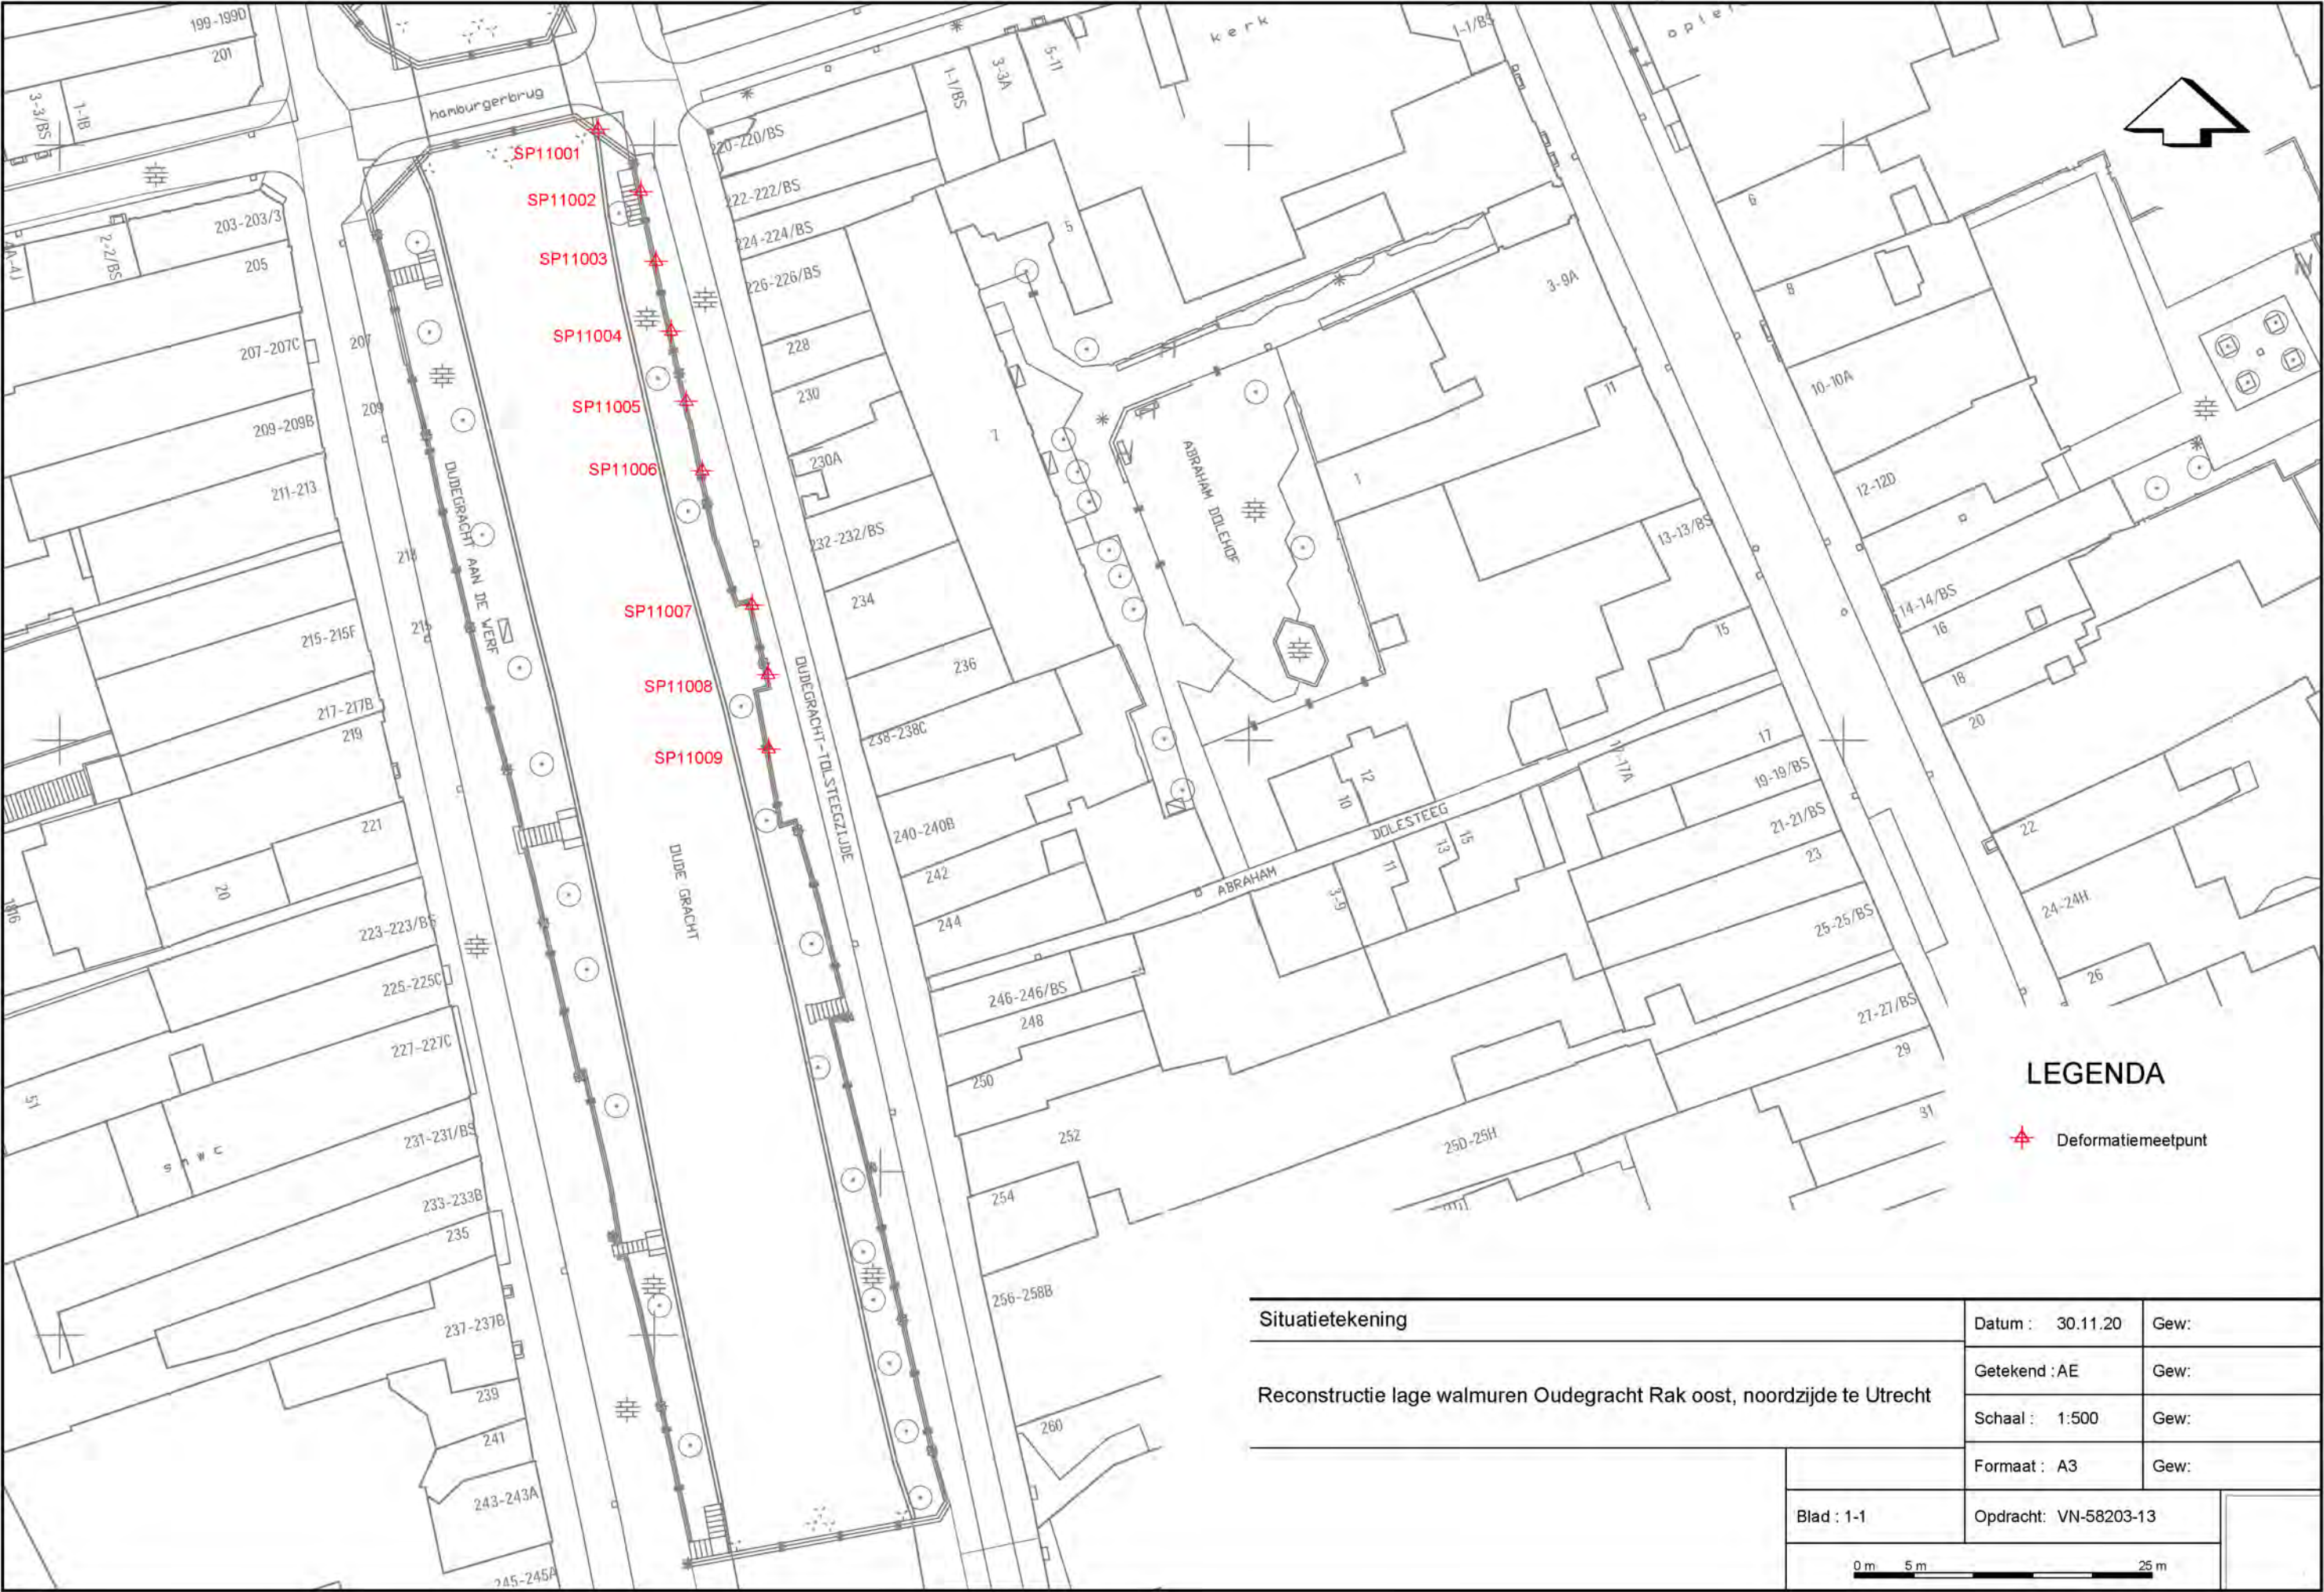 199-199D
201
3-3/BS
1-1B
hamburgerbrug
kerk
1-1/BS
3-3A
5-11
1-1/BS
SP11001
SP11002
SP11003
SP11004
SP11005
SP11006
SP11007
SP11008
SP11009
203-203/3
2-2/BS
205
207-207C
207
209-209B
209
211-213
213
215-215F
215
217-217B
219
221
20
223-223/BS
225-225C
227-227C
51
231-231/BS
233-233B
235
237-237B
239
241
243-243A
245-245A
OUDEGRACHT AAN DE WERF
OUDE GRACHT
OUDEGRACHT-TOLSTEEGZIJDE
220-220/BS
222-222/BS
224-224/BS
226-226/BS
228
230
230A
232-232/BS
234
236
238-238C
240-240B
242
244
246-246/BS
248
250
252
254
256-258B
260
5
7
ABRAHAM DOLEHOF
1
3-9A
11
13-13/BS
15
17
17-17A
19-19/BS
21-21/BS
23
25-25/BS
27-27/BS
29
31
25D-25H
12
10
ABRAHAM DOLESTEEG
3-9
11
13
15
6
8
10-10A
12-12D
14-14/BS
16
18
20
22
24-24H
26
LEGENDA
Deformatiemeetpunt
Situatietekening
Reconstructie lage walmuren Oudegracht Rak oost, noordzijde te Utrecht
Datum : 30.11.20 Gew:
Getekend : AE Gew:
Schaal : 1:500 Gew:
Formaat : A3 Gew:
Blad : 1-1 Opdracht: VN-58203-13
0 m 5 m 25 m